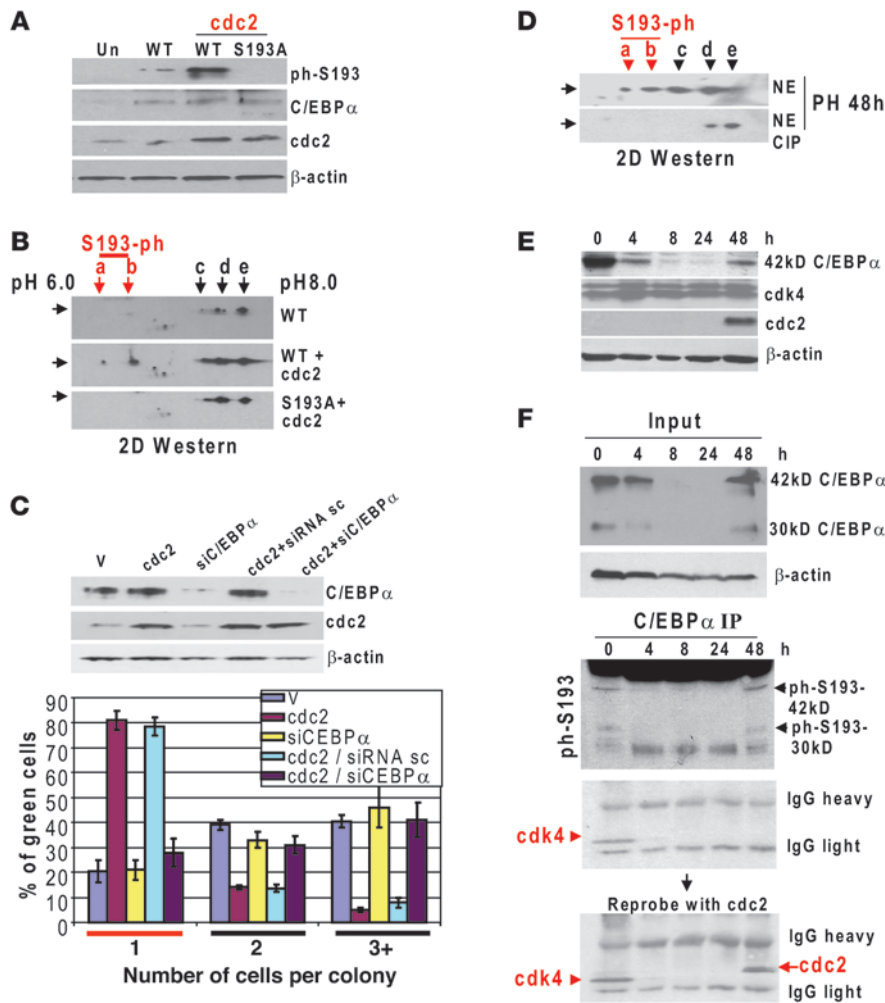 A
cdc2
Un WT WT S193A
ph-S193
C/EBPα
cdc2
β-actin
B
S193-ph
a b c d e
pH 6.0 pH8.0
WT
WT +
cdc2
S193A+
cdc2
2D Western
C
V cdc2 siC/EBPα cdc2+siRNA sc cdc2+siC/EBPα
C/EBPα
cdc2
β-actin
V
cdc2
siCEBPα
cdc2 / siRNA sc
cdc2 / siCEBPα
% of green cells
90
80
70
60
50
40
30
20
10
0
1 2 3+
Number of cells per colony
D
S193-ph
a b c d e
NE
NE
CIP
PH 48h
2D Western
E
0 4 8 24 48 h
42kD C/EBPα
cdk4
cdc2
β-actin
F
Input
0 4 8 24 48 h
42kD C/EBPα
30kD C/EBPα
β-actin
C/EBPα IP
0 4 8 24 48 h
ph-S193
ph-S193-
42kD
ph-S193-
30kD
IgG heavy
cdk4
IgG light
Reprobe with cdc2
IgG heavy
cdc2
cdk4
IgG light